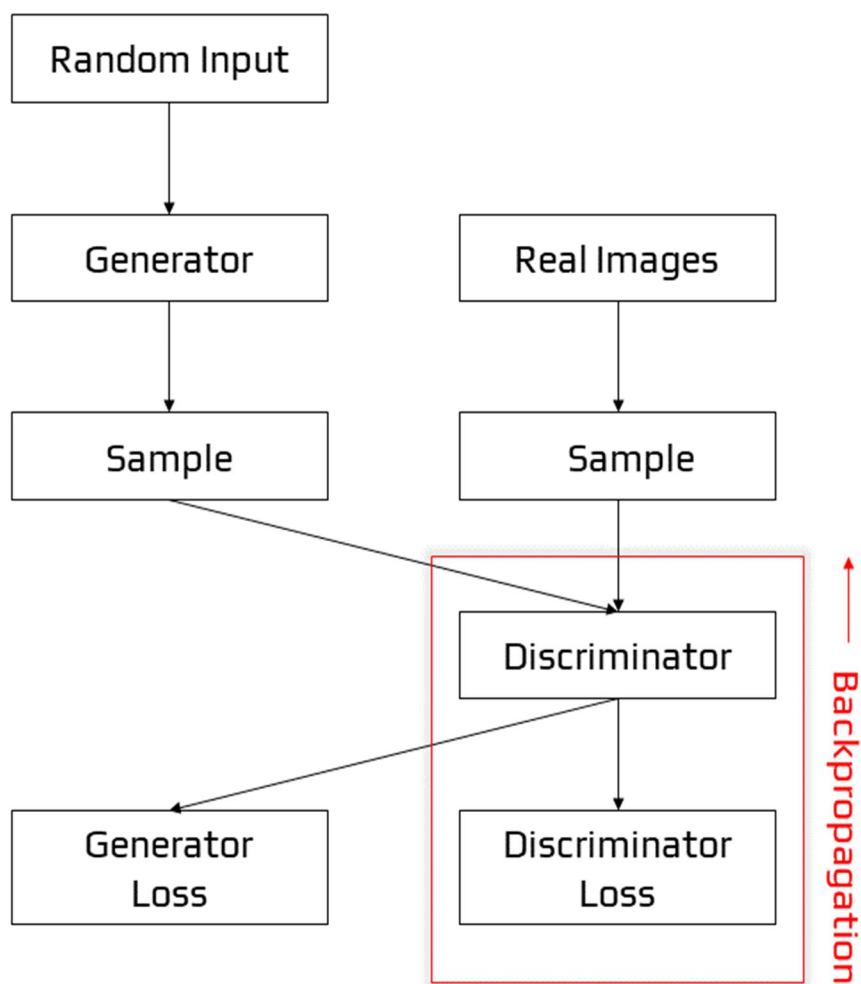 Random Input
Generator
Real Images
Sample
Sample
Discriminator
Generator
Loss
Discriminator
Loss
Backpropagation